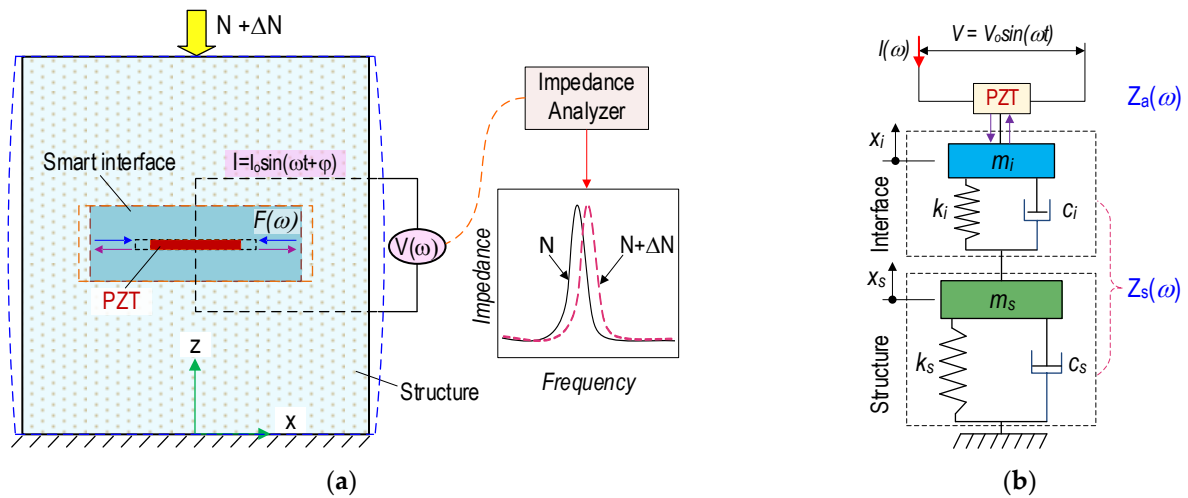 N +ΔN
Smart interface
I=Iₒsin(ωt+φ)
F(ω)
PZT
V(ω)
z
x
Structure
Impedance
Analyzer
N
N+ΔN
Impedance
Frequency
(a)
I(ω)
V = Vₒsin(ωt)
PZT
Zₐ(ω)
xᵢ
mᵢ
kᵢ
cᵢ
Interface
xₛ
mₛ
Zₛ(ω)
kₛ
cₛ
Structure
(b)